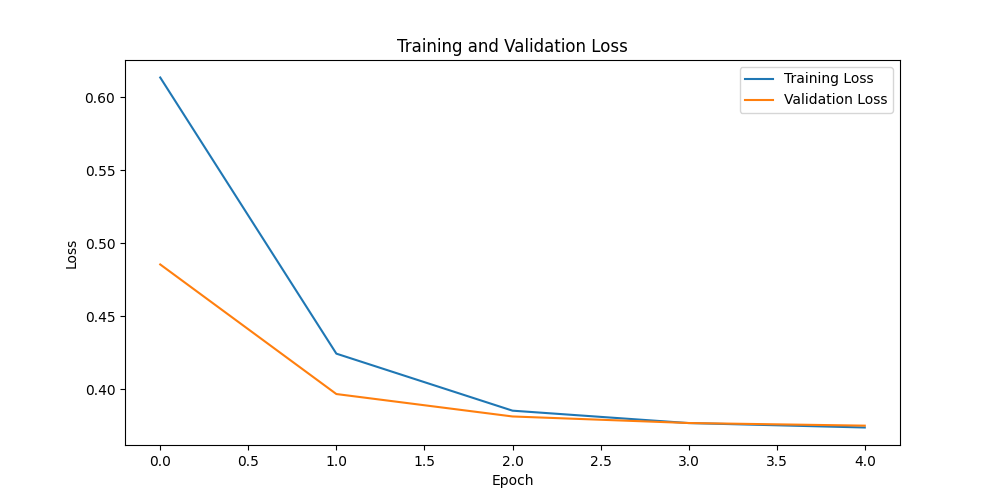 Training and Validation Loss
Training Loss
Validation Loss
0.60
0.55
0.50
0.45
0.40
Loss
0.0 0.5 1.0 1.5 2.0 2.5 3.0 3.5 4.0
Epoch